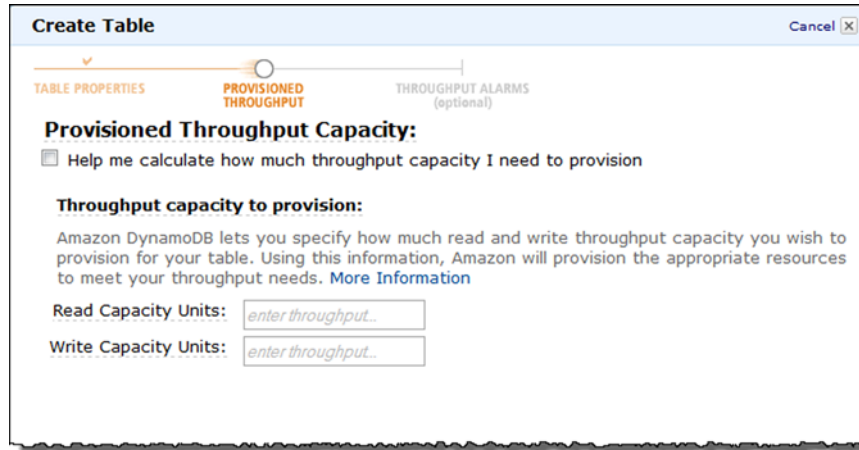 Create Table
Cancel
TABLE PROPERTIES
PROVISIONED
THROUGHPUT
THROUGHPUT ALARMS
(optional)
Provisioned Throughput Capacity:
Help me calculate how much throughput capacity I need to provision
Throughput capacity to provision:
Amazon DynamoDB lets you specify how much read and write throughput capacity you wish to
provision for your table. Using this information, Amazon will provision the appropriate resources
to meet your throughput needs. More Information
Read Capacity Units: enter throughput...
Write Capacity Units: enter throughput...